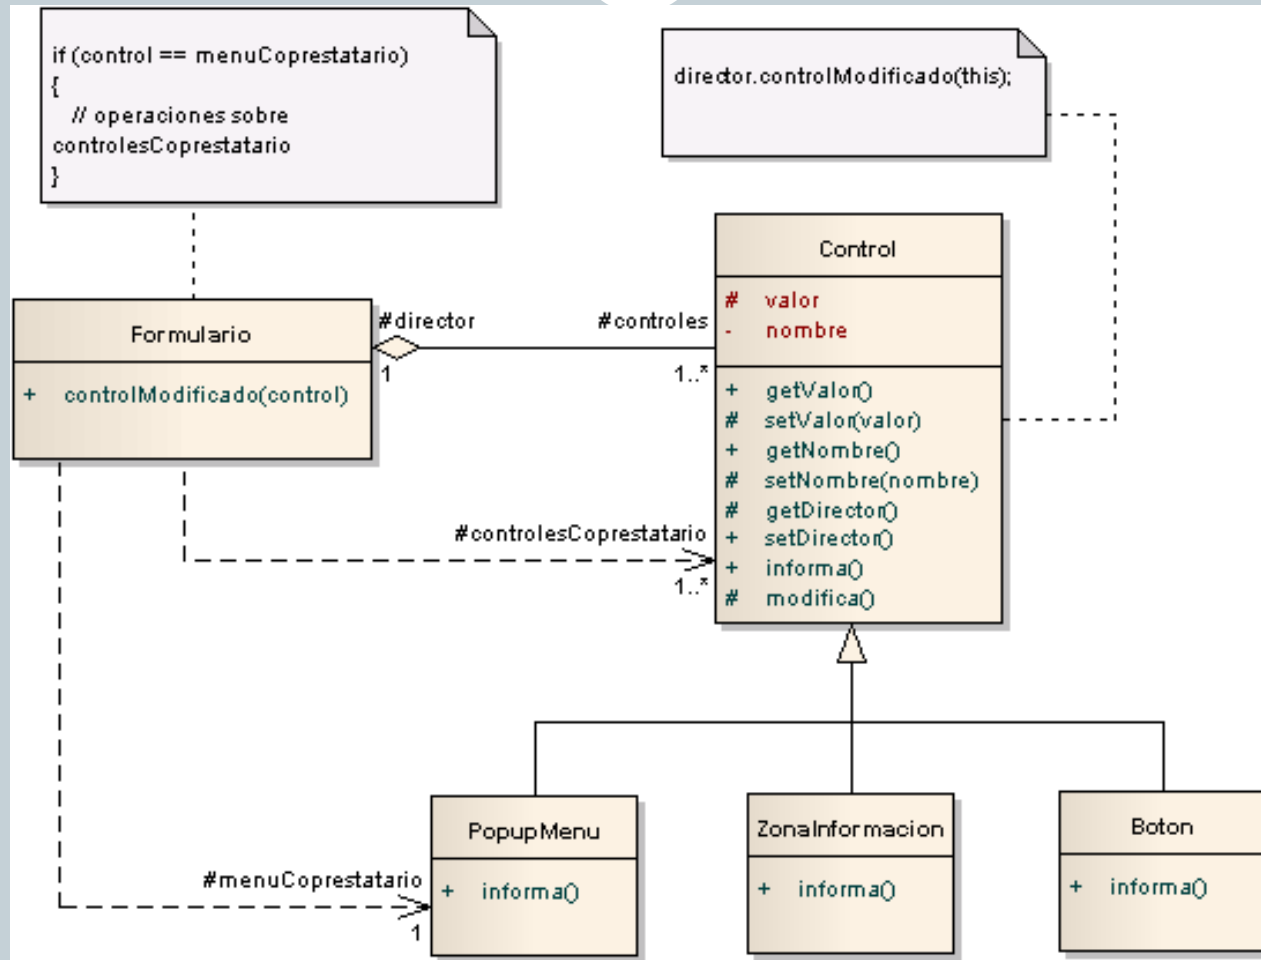 if (control == menuCoprestatario)
{
// operaciones sobre
controlesCoprestatario
}
director.controlModificado(this);
Formulario
+ controlModificado(control)
#director
1
#controles
1..*
Control
# valor
- nombre
+ getValor()
# setValor(valor)
+ getNombre()
# setNombre(nombre)
# getDirector()
+ setDirector()
+ informa()
# modifica()
#controlesCoprestatario
1..*
#menuCoprestatario
1
PopupMenu
+ informa()
ZonaInformacion
+ informa()
Boton
+ informa()